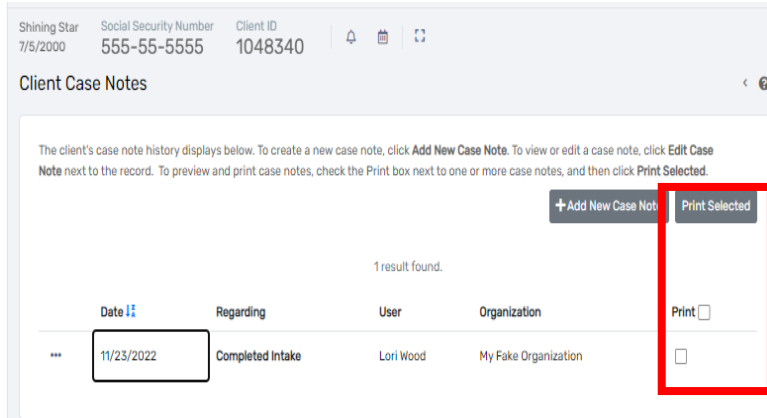 Shining Star Social Security Number Client ID
7/5/2000 555-55-5555 1048340
Client Case Notes
The client's case note history displays below. To create a new case note, click Add New Case Note. To view or edit a case note, click Edit Case
Note next to the record. To preview and print case notes, check the Print box next to one or more case notes, and then click Print Selected.
+Add New Case Note Print Selected
1 result found.
Date Regarding User Organization Print
11/23/2022 Completed Intake Lori Wood My Fake Organization